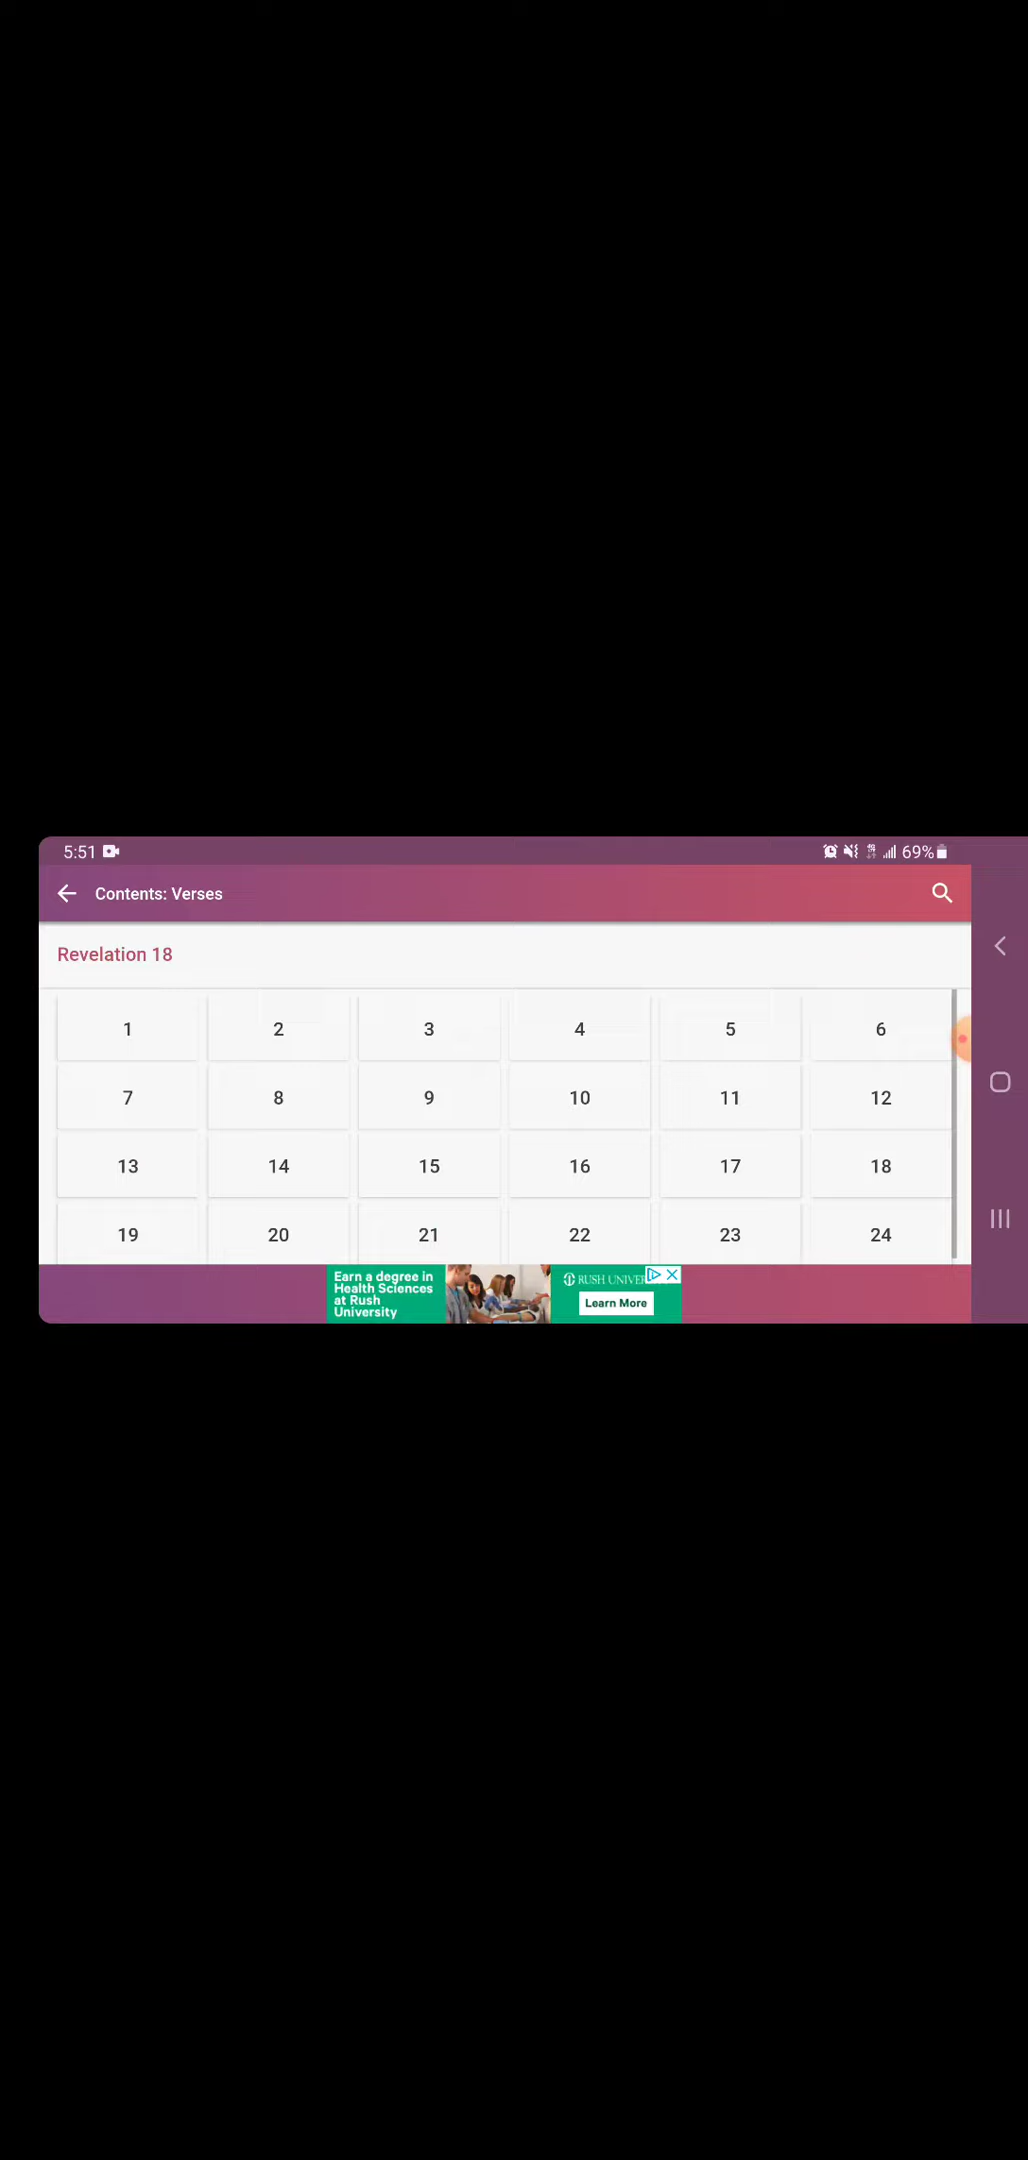 5:51
69%
Contents: Verses
Revelation 18
1 2 3 4 5 6
7 8 9 10 11 12
13 14 15 16 17 18
19 20 21 22 23 24
Earn a degree in
Health Sciences
at Rush
University
RUSH
Learn More